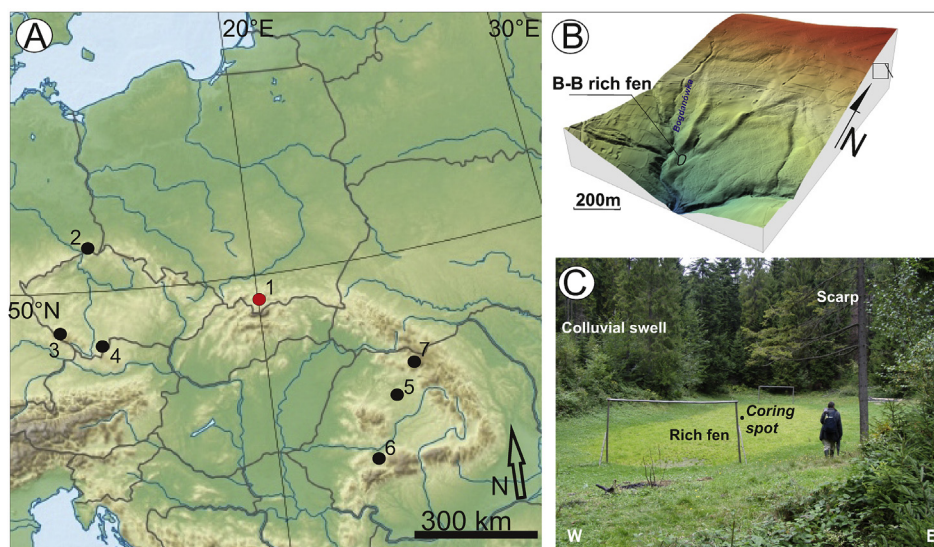 A
20°E
30°E
2
1
50°N
3
4
7
5
6
N
300 km
B
B-B rich fen
Bogdanówka
N
200m
C
Scarp
Colluvial swell
Coring
spot
Rich fen
W
E